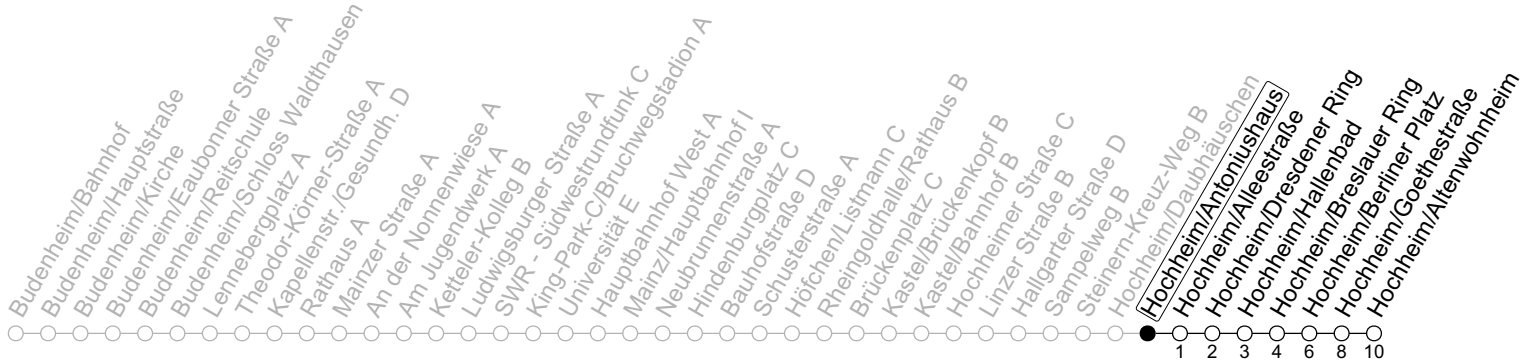 Budenheim/Bahnhof
Budenheim/Hauptstraße
Budenheim/Kirche
Budenheim/Eaubonner Straße A
Budenheim/Reitschule
Budenheim/Schloss Waldthausen
Lennebergplatz A
Theodor-Körner-Straße A
Kapellenstr./Gesundh. D
Rathaus A
Mainzer Straße A
An der Nonnenwiese A
Am Jugendwerk A
Ketteler-Kolleg B
Ludwigsburger Straße A
SWR - Südwestrundfunk C
King-Park-C/Bruchwegstadion A
Universität E
Hauptbahnhof West A
Mainz/Hauptbahnhof I
Neubrunnenstraße A
Hindenburgplatz C
Bauhofstraße D
Schusterstraße A
Höfchen/Listmann C
Rheingoldhalle/Rathaus B
Brückenplatz C
Kastel/Brückenkopf B
Kastel/Bahnhof B
Hochheimer Straße C
Linzer Straße B
Hallgarter Straße D
Sampelweg B
Steinern-Kreuz-Weg B
Hochheim/Daubhäuschen
Hochheim/Antoniushaus
Hochheim/Aleestraße
Hochheim/Dresdener Ring
Hochheim/Hallenbad
Hochheim/Breslauer Ring
Hochheim/Berliner Platz
Hochheim/Goethestraße
Hochheim/Altenwohnheim
1 2 3 4 6 8 10